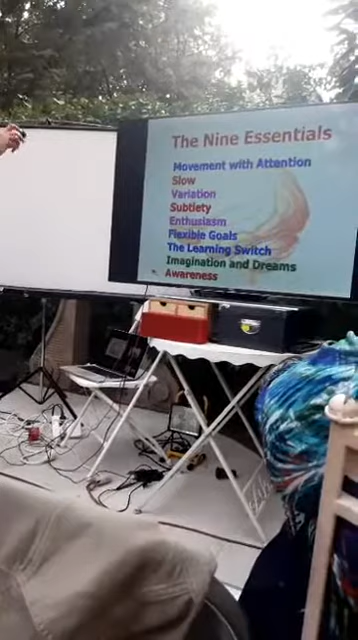 The Nine Essentials
Movement with Attention
Slow
Variation
Subtlety
Enthusiasm
Flexible Goals
The Learning Switch
Imagination and Dreams
Awareness